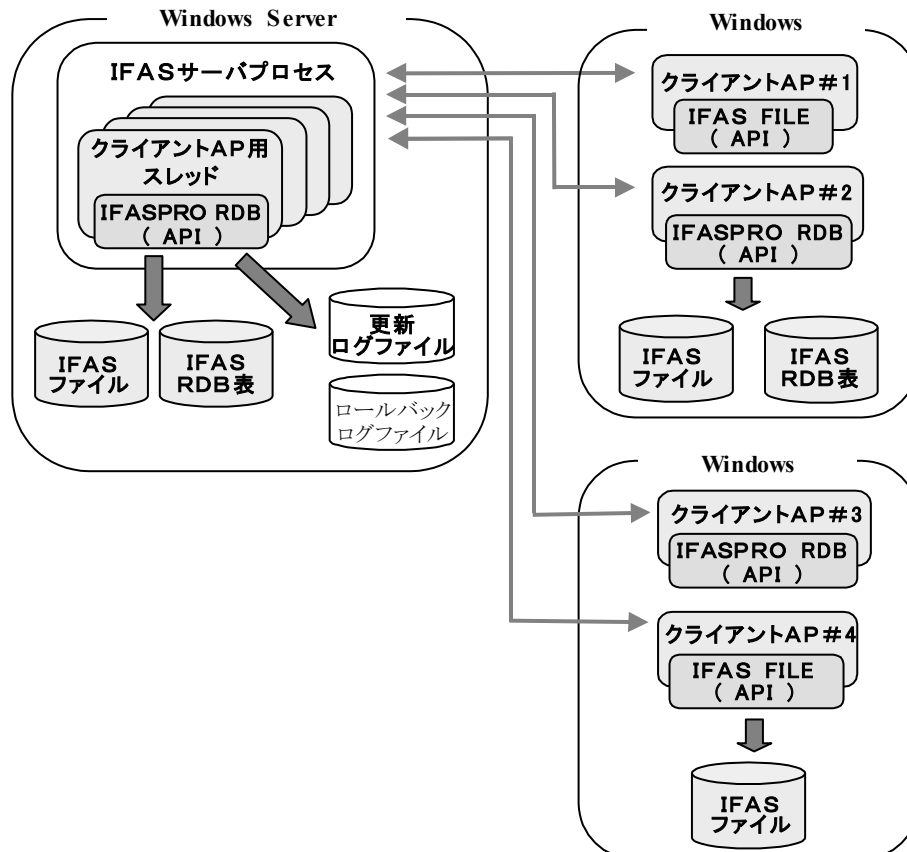 Windows Server
IFASサーバプロセス
クライアントAP用
スレッド
IFASPRO RDB
( API )
IFAS
ファイル
IFAS
RDB表
更新
ログファイル
ロールバック
ログファイル
Windows
クライアントAP#1
IFAS FILE
( API )
クライアントAP#2
IFASPRO RDB
( API )
IFAS
ファイル
IFAS
RDB表
Windows
クライアントAP#3
IFASPRO RDB
( API )
クライアントAP#4
IFAS FILE
( API )
IFAS
ファイル